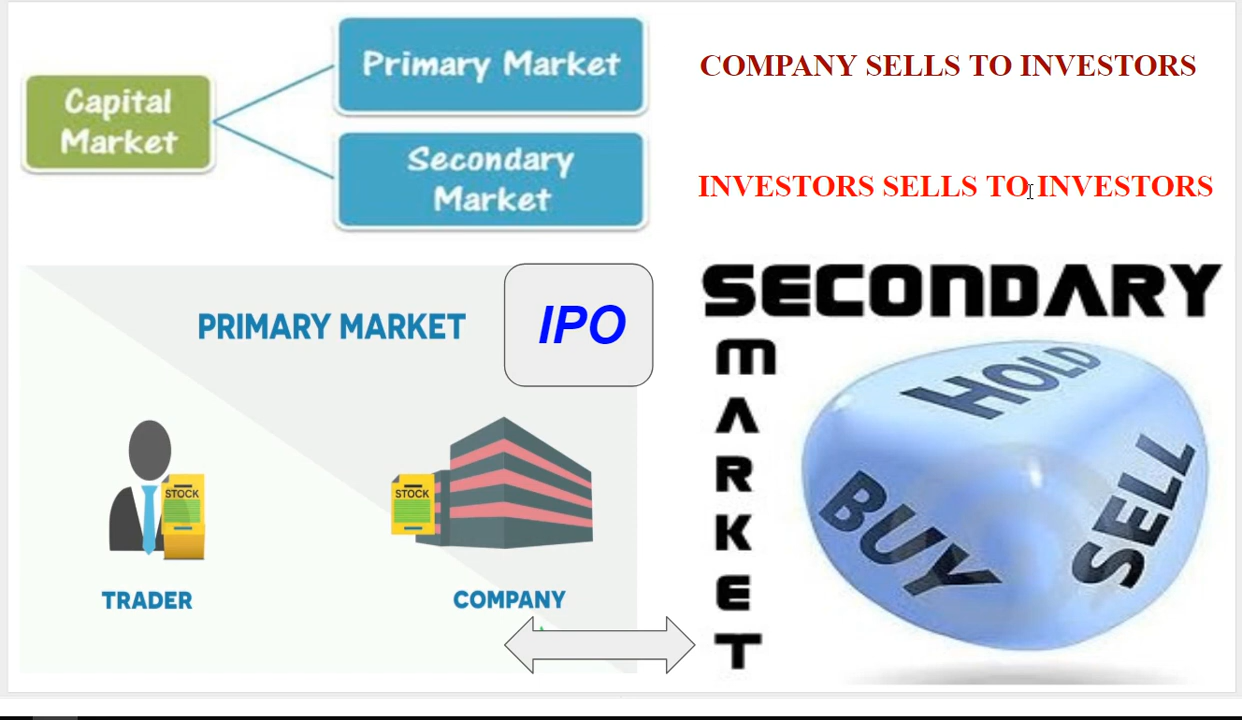 Capital
Market
Primary Market
Secondary
Market
COMPANY SELLS TO INVESTORS
INVESTORS SELLS TO INVESTORS
PRIMARY MARKET
IPO
STOCK
STOCK
TRADER
COMPANY
SECONDARY
MARKET
HOLD
BUY
SELL